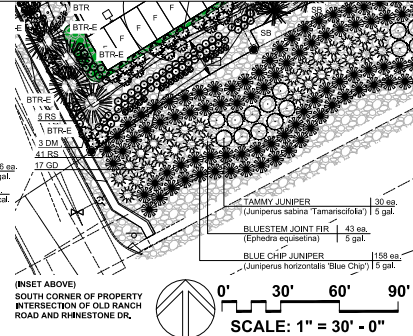 BTR
SB
SB
E
F
F
F
F
F
BTR-E
BTR-E
5 RS
BTR-E
3 DM
41 RS
17 GD
6 ea.
gal.
TAMMY JUNIPER 30 ea.
(Juniperus sabina 'Tamariscifolia') 5 gal.
BLUESTEM JOINT FIR 43 ea.
(Ephedra equisetina) 5 gal.
BLUE CHIP JUNIPER 158 ea.
(Juniperus horizontalis 'Blue Chip') 5 gal.
(INSET ABOVE)
SOUTH CORNER OF PROPERTY
INTERSECTION OF OLD RANCH
ROAD AND RHINESTONE DR.
0' 30' 60' 90'
SCALE: 1" = 30' - 0"